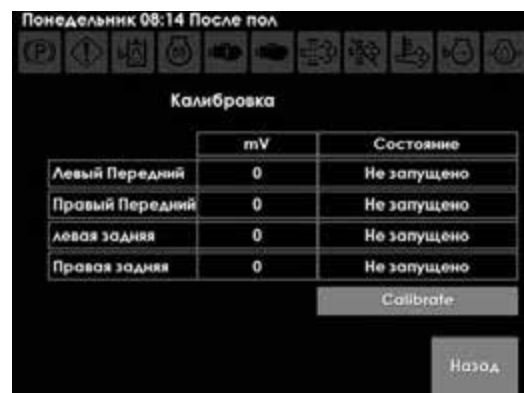 Понедельник 08:14 После пол
Калибровка
mV Состояние
Левый Передний 0 Не запущено
Правый Передний 0 Не запущено
левая задняя 0 Не запущено
Правая задняя 0 Не запущено
Calibrate
Назад